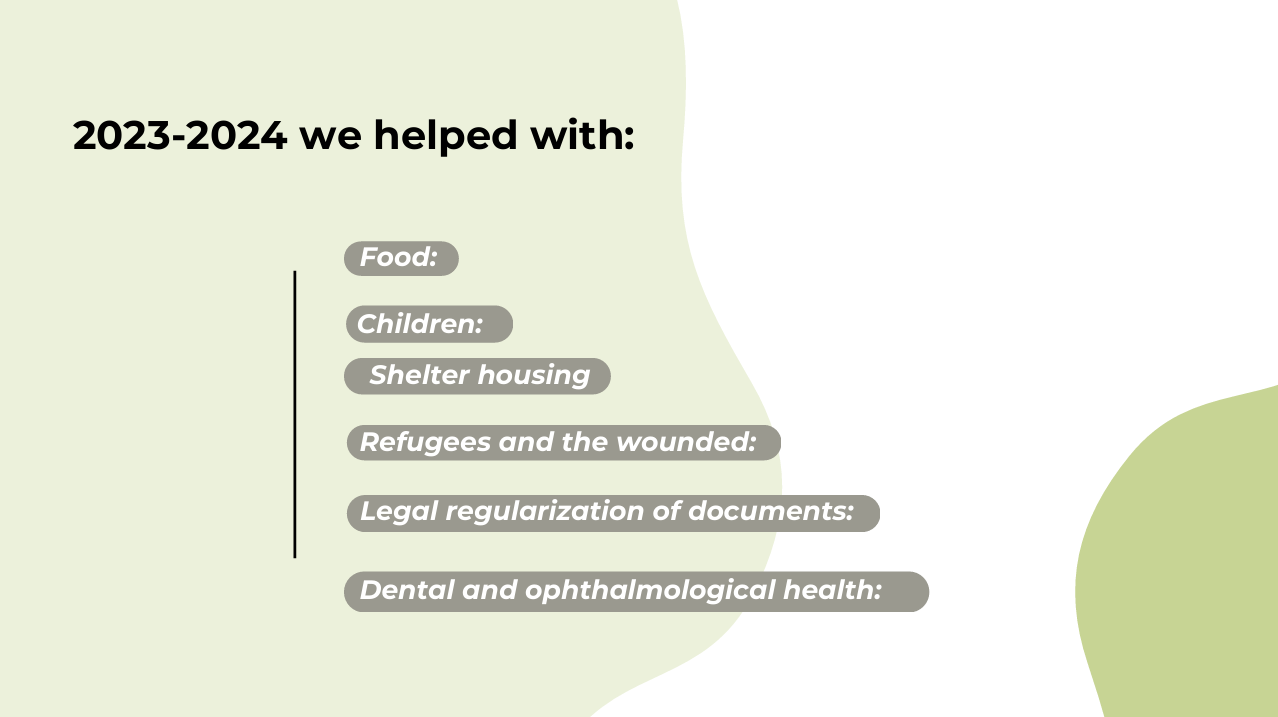 2023-2024 we helped with:
Food:
Children:
Shelter housing
Refugees and the wounded:
Legal regularization of documents:
Dental and ophthalmological health: